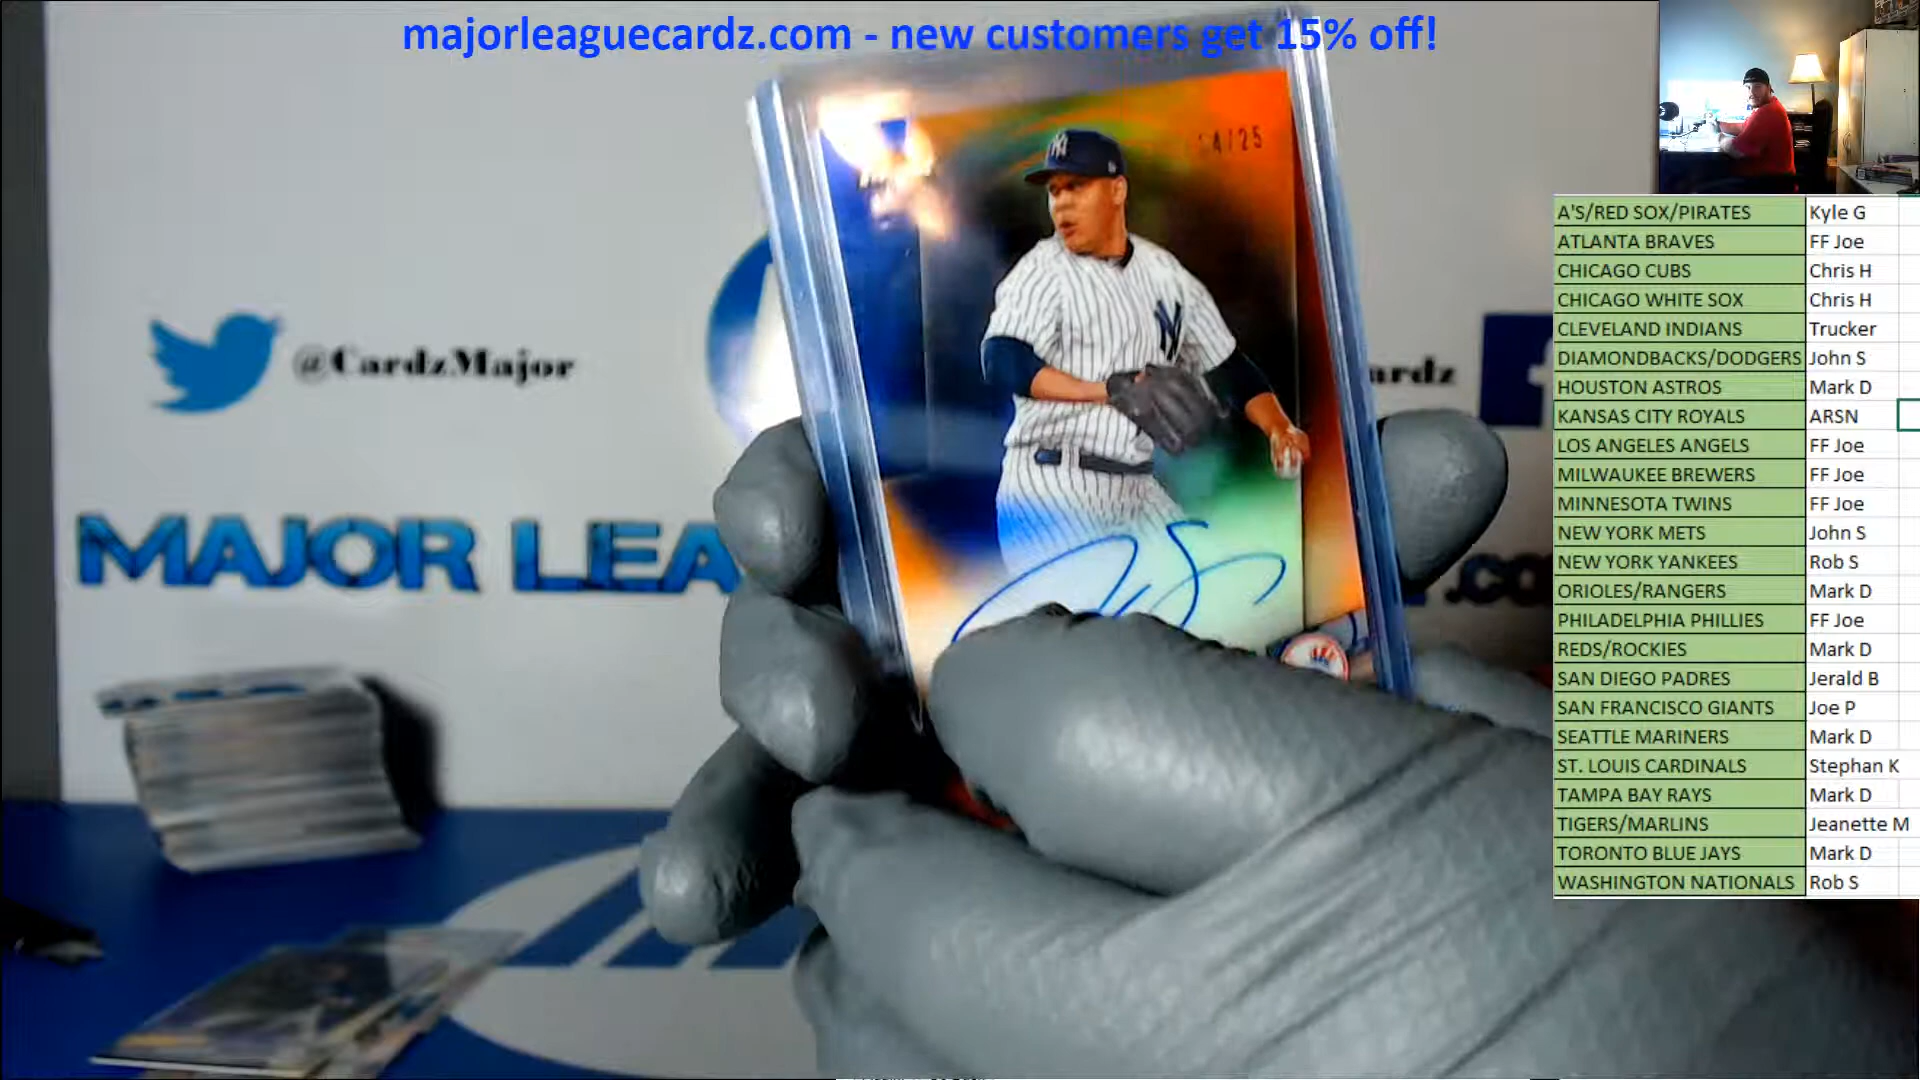 majorleaguecardz.com - new customers get 15% off!
4/25
NY
@CardzMajor
ardz
MAJOR LEA
.co
A'S/RED SOX/PIRATES Kyle G
ATLANTA BRAVES FF Joe
CHICAGO CUBS Chris H
CHICAGO WHITE SOX Chris H
CLEVELAND INDIANS Trucker
DIAMONDBACKS/DODGERS John S
HOUSTON ASTROS Mark D
KANSAS CITY ROYALS ARSN
LOS ANGELES ANGELS FF Joe
MILWAUKEE BREWERS FF Joe
MINNESOTA TWINS FF Joe
NEW YORK METS John S
NEW YORK YANKEES Rob S
ORIOLES/RANGERS Mark D
PHILADELPHIA PHILLIES FF Joe
REDS/ROCKIES Mark D
SAN DIEGO PADRES Jerald B
SAN FRANCISCO GIANTS Joe P
SEATTLE MARINERS Mark D
ST. LOUIS CARDINALS Stephan K
TAMPA BAY RAYS Mark D
TIGERS/MARLINS Jeanette M
TORONTO BLUE JAYS Mark D
WASHINGTON NATIONALS Rob S